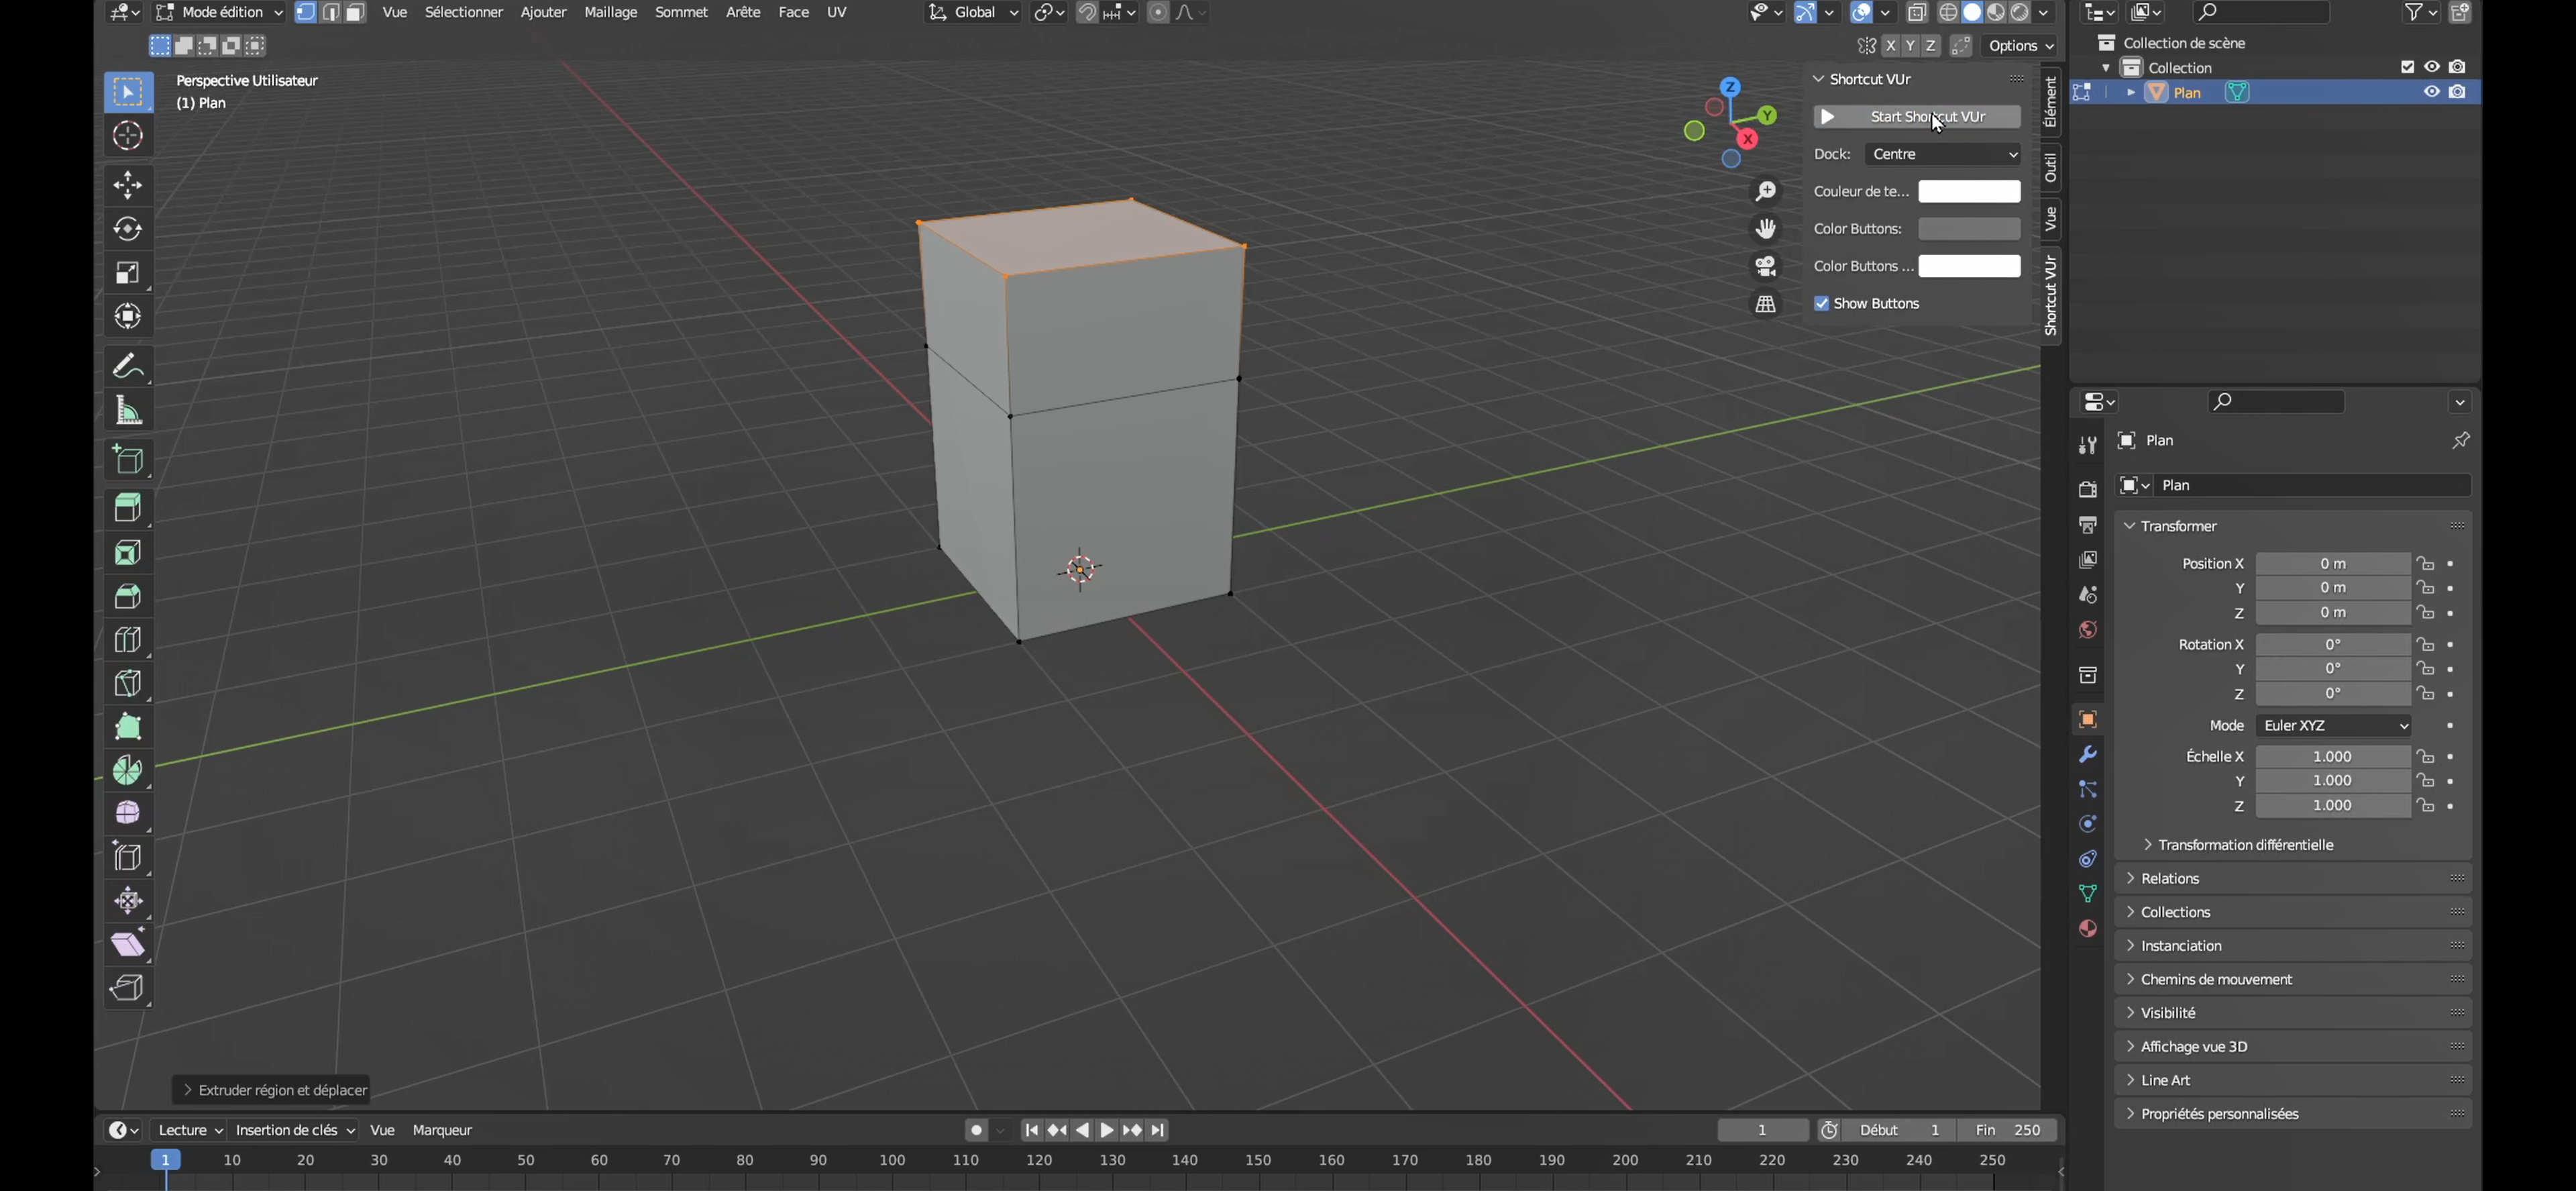 Mode édition Vue Sélectionner Ajouter Maillage Sommet Arête Face UV Global
X Y Z Options
Perspective Utilisateur
(1) Plan
Z
Y
X
Shortcut VUr
Start Shortcut VUr
Dock: Centre
Couleur de te...
Color Buttons:
Color Buttons ...
Show Buttons
Élément
Outil
Vue
Shortcut VUr
Extruder région et déplacer
Collection de scène
Collection
Plan
Plan
Plan
Transformer
Position X 0 m
Y 0 m
Z 0 m
Rotation X 0°
Y 0°
Z 0°
Mode Euler XYZ
Échelle X 1.000
Y 1.000
Z 1.000
Transformation différentielle
Relations
Collections
Instanciation
Chemins de mouvement
Visibilité
Affichage vue 3D
Line Art
Propriétés personnalisées
Lecture Insertion de clés Vue Marqueur 1 Début 1 Fin 250
1 10 20 30 40 50 60 70 80 90 100 110 120 130 140 150 160 170 180 190 200 210 220 230 240 250